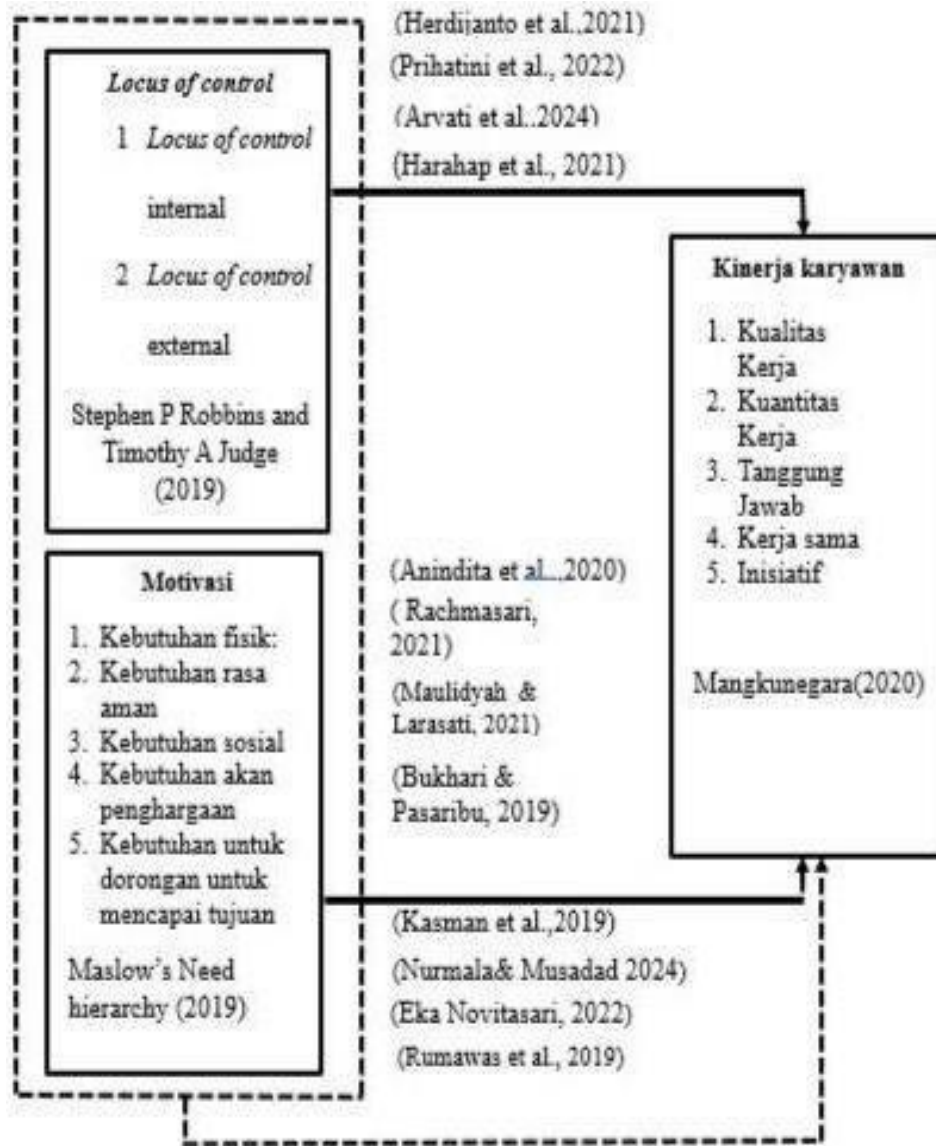 Locus of control
1 Locus of control
internal
2 Locus of control
external
Stephen P Robbins and
Timothy A Judge
(2019)
Motivasi
1. Kebutuhan fisik:
2. Kebutuhan rasa
aman
3. Kebutuhan sosial
4. Kebutuhan akan
penghargaan
5. Kebutuhan untuk
dorongan untuk
mencapai tujuan
Maslow's Need
hierarchy (2019)
(Herdijanto et al.,2021)
(Prihatini et al., 2022)
(Arvati et al..2024)
(Harahap et al., 2021)
(Anindita et al...,2020)
( Rachmasari,
2021)
(Maulidyah &
Larasati, 2021)
(Bukhari &
Pasaribu, 2019)
(Kasman et al.,2019)
(Nurmala& Musadad 2024)
(Eka Novitasari, 2022)
(Rumawas et al., 2019)
Kinerja karyawan
1. Kualitas
Kerja
2. Kuantitas
Kerja
3. Tanggung
Jawab
4. Kerja sama
5. Inisiatif
Mangkunegara(2020)